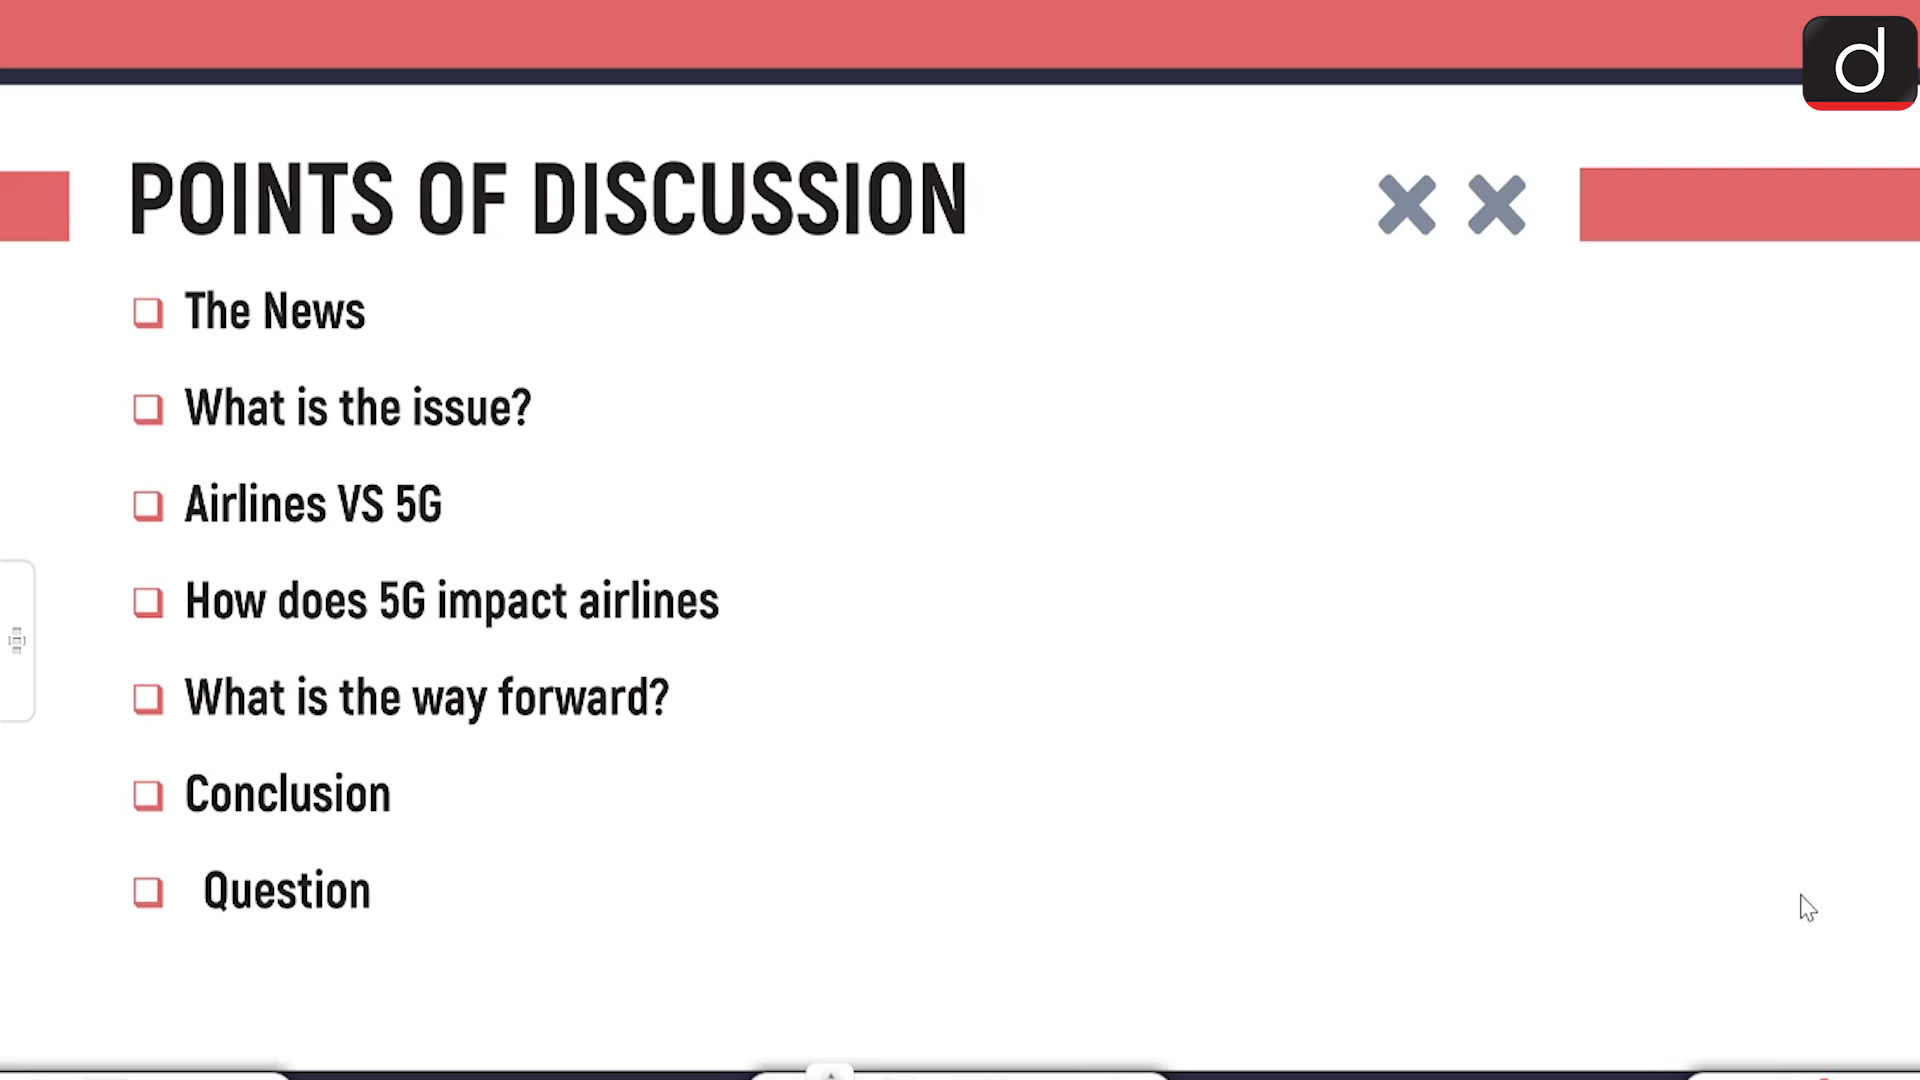 d
POINTS OF DISCUSSION
The News
What is the issue?
Airlines VS 5G
How does 5G impact airlines
What is the way forward?
Conclusion
Question